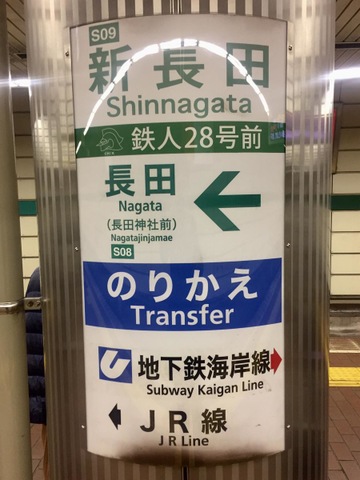 S09
新長田
Shinnagata
鉄人28号前
長田
Nagata
(長田神社前)
Nagatajinjamae
S08
のりかえ
Transfer
地下鉄海岸線
Subway Kaigan Line
JR線
JR Line